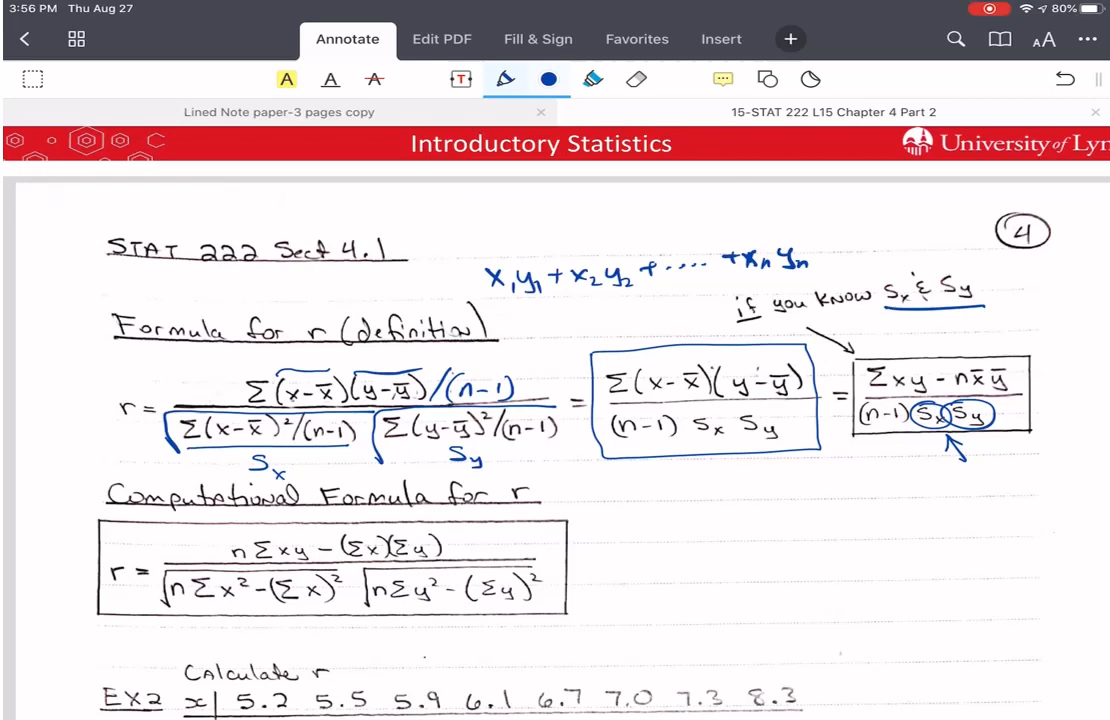 3:56 PM Thu Aug 27 80%
Annotate Edit PDF Fill & Sign Favorites Insert
A A A T AA
Lined Note paper-3 pages copy 15-STAT 222 L15 Chapter 4 Part 2
Introductory Statistics University of Lyn
4
STAT 222 Sect 4.1
x₁y₁ + x₂y₂ + .... + xₙyₙ
if you know Sx & Sy
Formula for r (definition)
r = Σ(x-x̄)(y-ȳ)/(n-1) / √Σ(x-x̄)²/(n-1) √Σ(y-ȳ)²/(n-1) = Σ(x-x̄)(y-ȳ) / (n-1) Sx Sy = Σxy - nx̄ȳ / (n-1) Sx Sy
Sx Sy
Computational Formula for r
r = nΣxy - (Σx)(Σy) / √nΣx² - (Σx)² √nΣy² - (Σy)²
Calculate r
EX2 x | 5.2 5.5 5.9 6.1 6.7 7.0 7.3 8.3